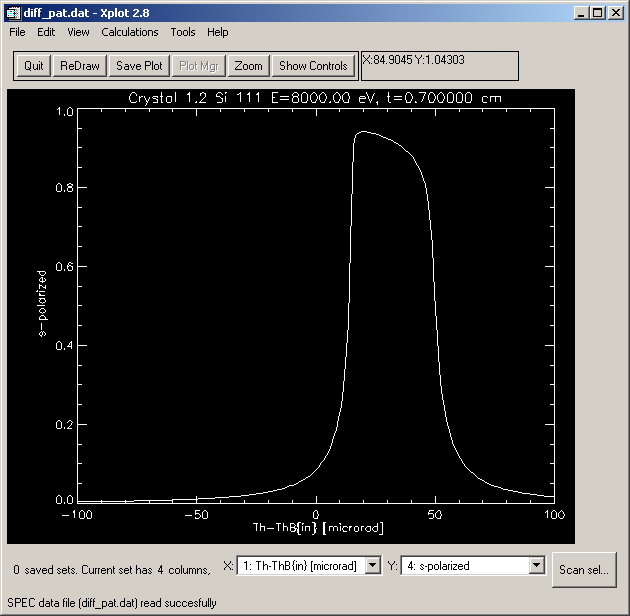 diff_pat.dat - Xplot 2.8
File Edit View Calculations Tools Help
Quit ReDraw Save Plot Plot Mgr Zoom Show Controls X:84.9045 Y:1.04303
Crystal 1.2 Si 111 E=8000.00 eV, t=0.700000 cm
1.0
0.8
0.6
0.4
0.2
0.0
s-polarized
-100 -50 0 50 100
Th-ThB{in} [microrad]
0 saved sets. Current set has 4 columns, X: 1: Th-ThB{in} [microrad] Y: 4: s-polarized Scan sel...
SPEC data file (diff_pat.dat) read succesfully